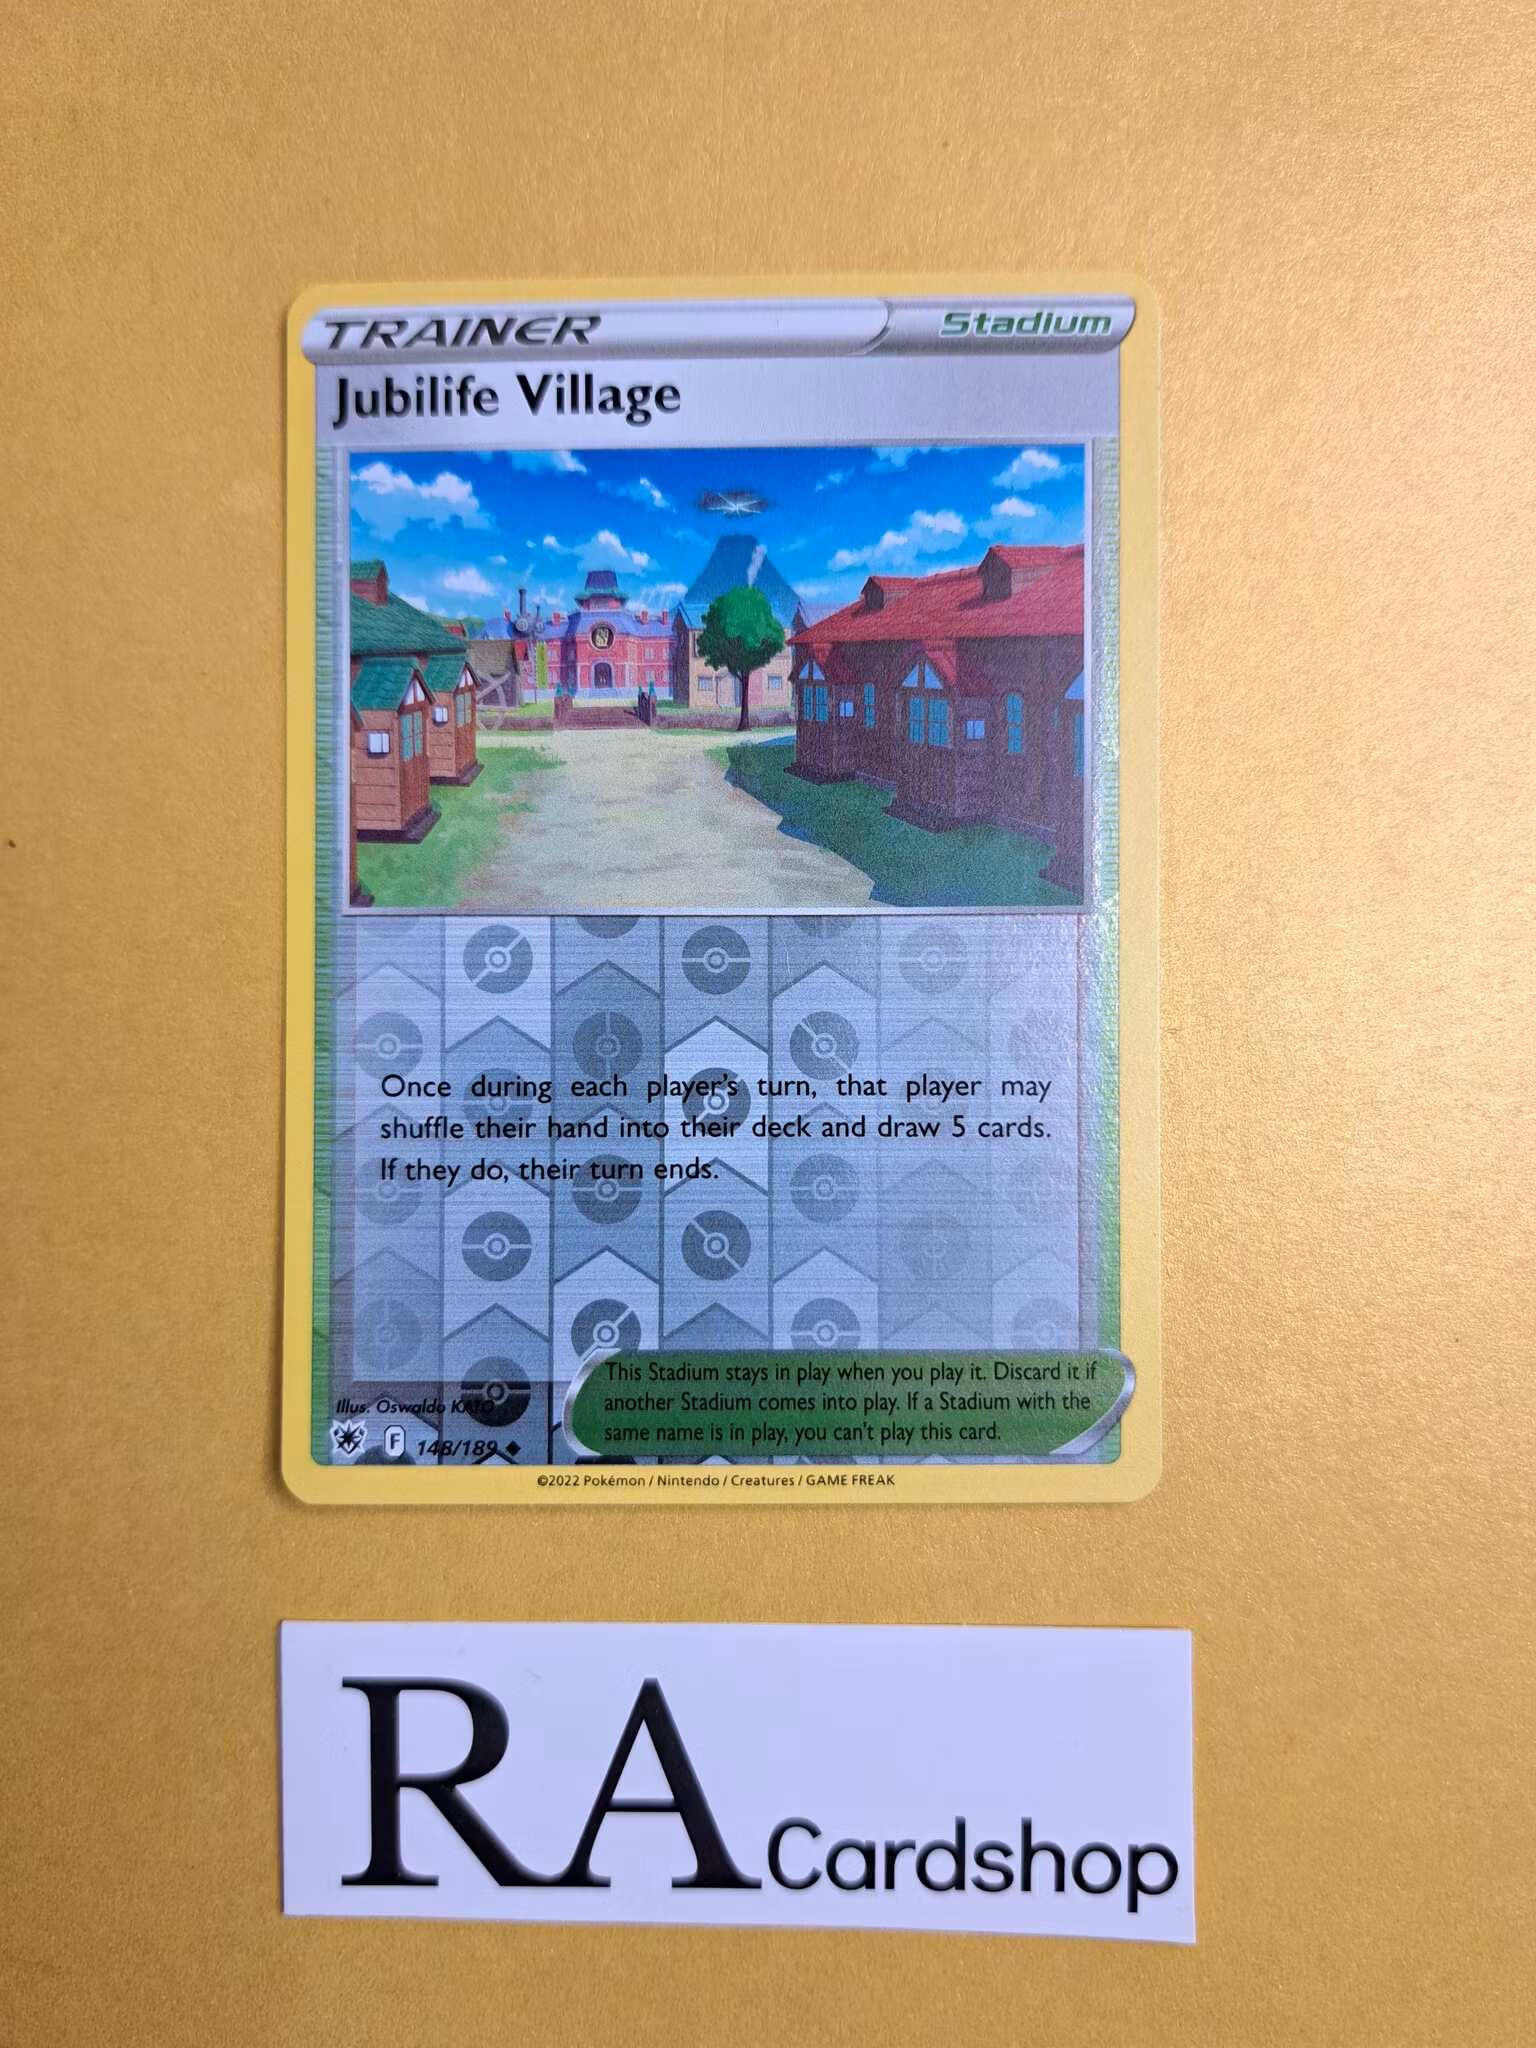 TRAINER
Stadium
Jubilife Village
Once during each player's turn, that player may
shuffle their hand into their deck and draw 5 cards.
If they do, their turn ends.
This Stadium stays in play when you play it. Discard it if
another Stadium comes into play. If a Stadium with the
same name is in play, you can't play this card.
Illus. Oswaldo KATO
F 148/189
©2022 Pokémon / Nintendo / Creatures / GAME FREAK
RA Cardshop